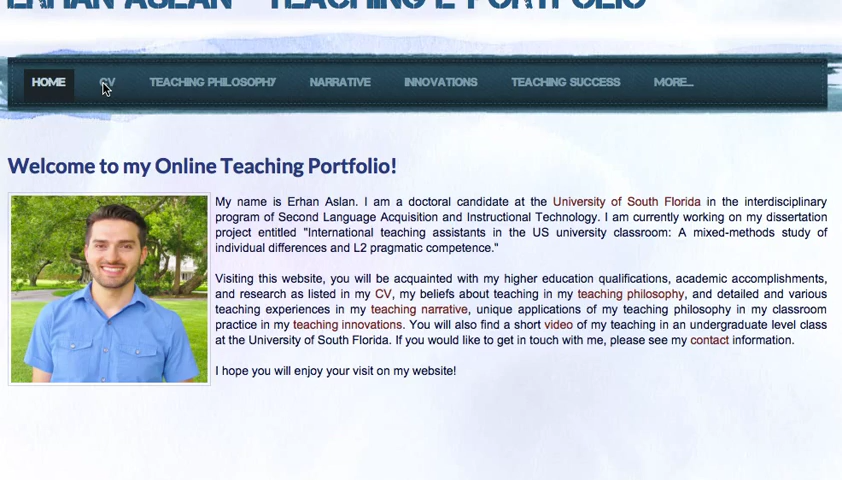 ERHAN ASLAN - TEACHING E-PORTFOLIO
HOME CV TEACHING PHILOSOPHY NARRATIVE INNOVATIONS TEACHING SUCCESS MORE...
Welcome to my Online Teaching Portfolio!
My name is Erhan Aslan. I am a doctoral candidate at the University of South Florida in the interdisciplinary
program of Second Language Acquisition and Instructional Technology. I am currently working on my dissertation
project entitled "International teaching assistants in the US university classroom: A mixed-methods study of
individual differences and L2 pragmatic competence."
Visiting this website, you will be acquainted with my higher education qualifications, academic accomplishments,
and research as listed in my CV, my beliefs about teaching in my teaching philosophy, and detailed and various
teaching experiences in my teaching narrative, unique applications of my teaching philosophy in my classroom
practice in my teaching innovations. You will also find a short video of my teaching in an undergraduate level class
at the University of South Florida. If you would like to get in touch with me, please see my contact information.
I hope you will enjoy your visit on my website!